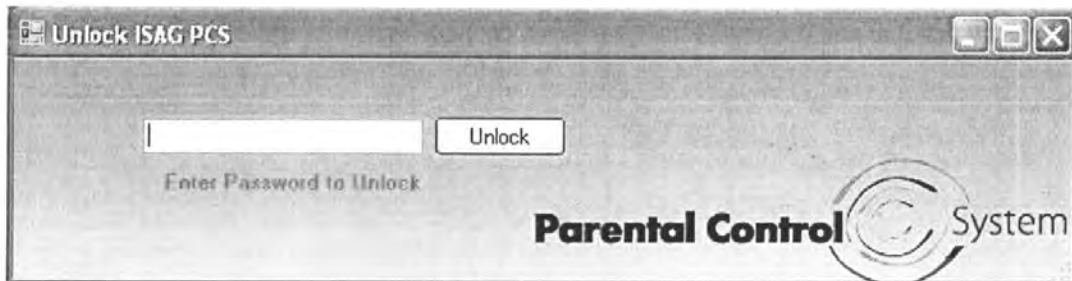 Unlock ISAG PCS
Unlock
Enter Password to Unlock
Parental Control System